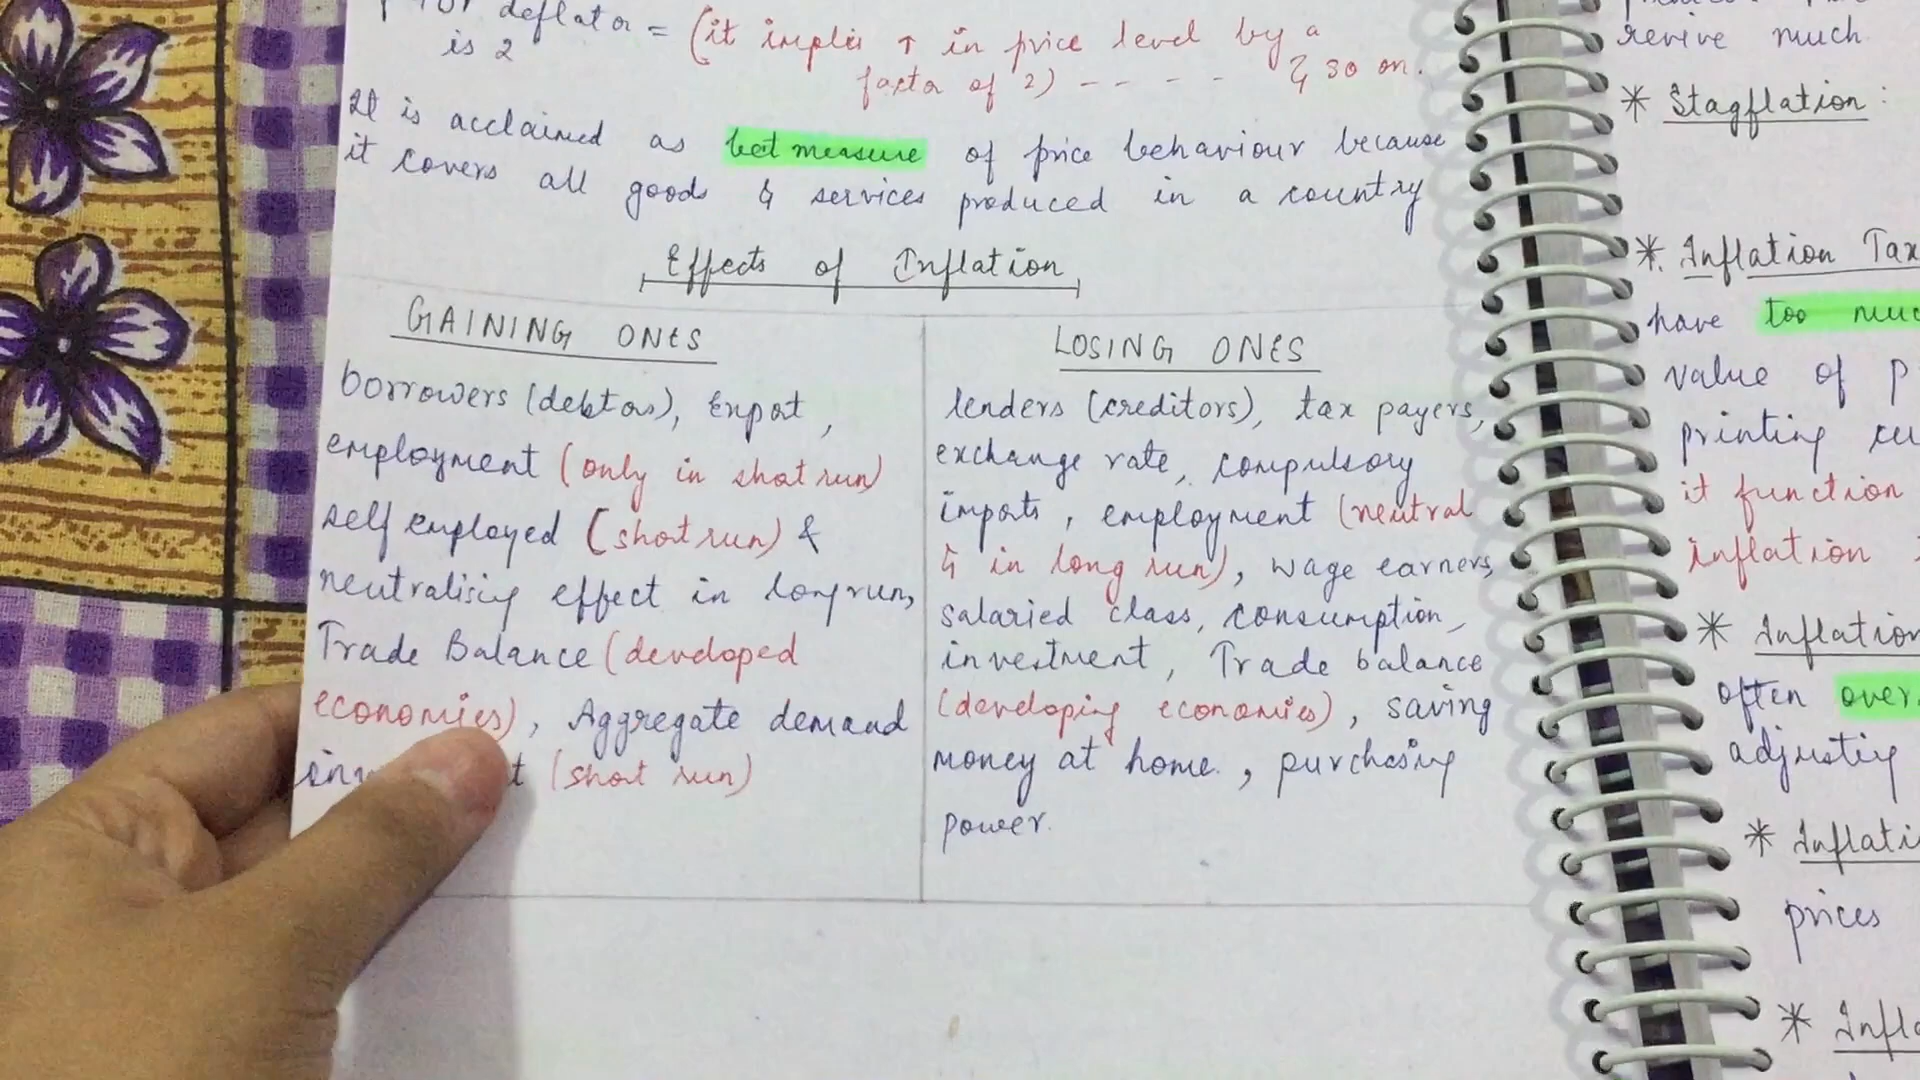 deflator =
is 2
(it implies ↑ in price level by a
factor of 2) - - - - & so on.
It is acclaimed as best measure of price behaviour because
it covers all goods & services produced in a country
Effects of Inflation
GAINING ONES
borrowers (debtors), Export,
employment (only in short run)
self employed (short run) &
neutralising effect in long run,
Trade Balance (developed
economies), Aggregate demand
(short run)
LOSING ONES
lenders (creditors), tax payers,
exchange rate, compulsory
imports, employment (neutral
& in long run), wage earners,
salaried class, consumption,
investment, Trade balance
(developing economies), saving
money at home, purchasing
power.
revive much
* Stagflation:
*. Inflation Tax
have too
value of
printing
it function
inflation
* Inflation
often over
adjusting
*
prices
*